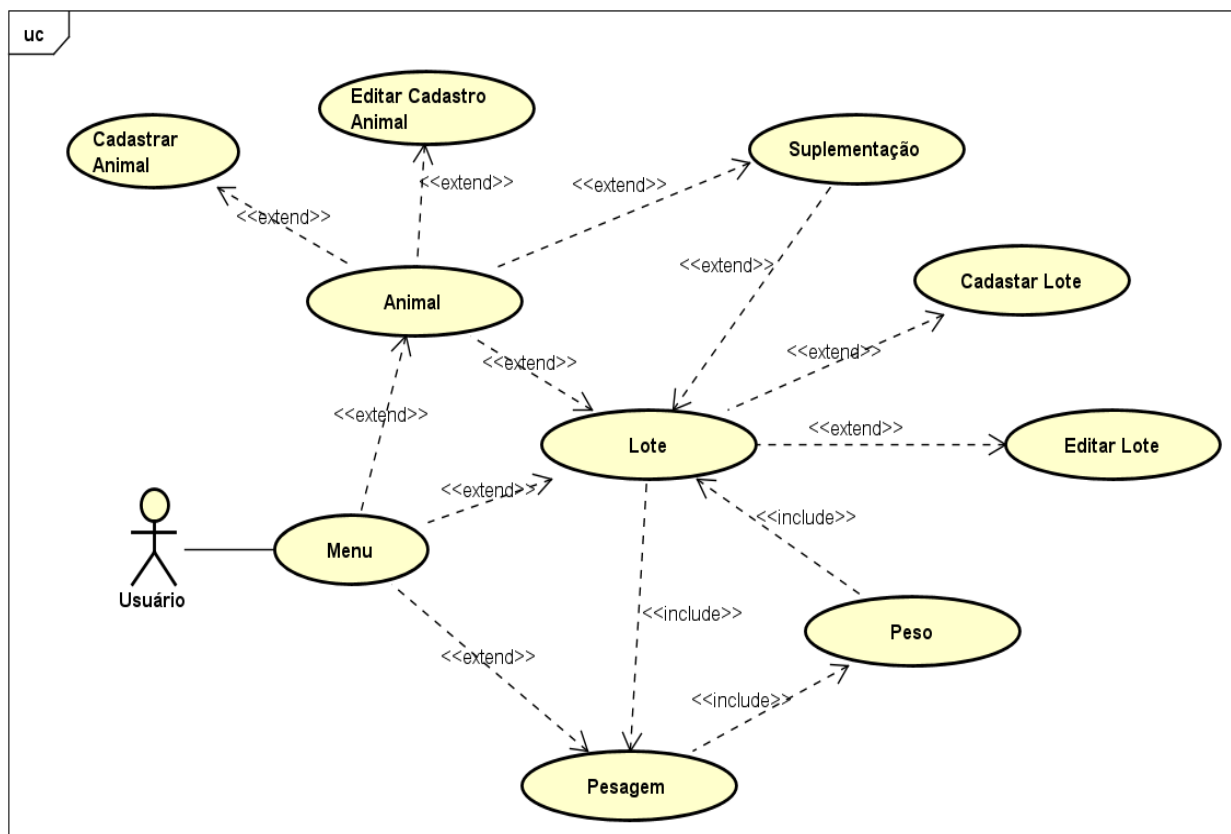 uc
Editar Cadastro
Animal
Cadastrar
Animal
Suplementação
<<extend>>
<<extend>>
<<extend>>
<<extend>>
Cadastar Lote
Animal
<<extend>>
<<extend>>
<<extend>>
Lote
<<extend>>
Editar Lote
<<extend>>
<<include>>
Menu
Usuário
<<include>>
Peso
<<extend>>
<<include>>
Pesagem